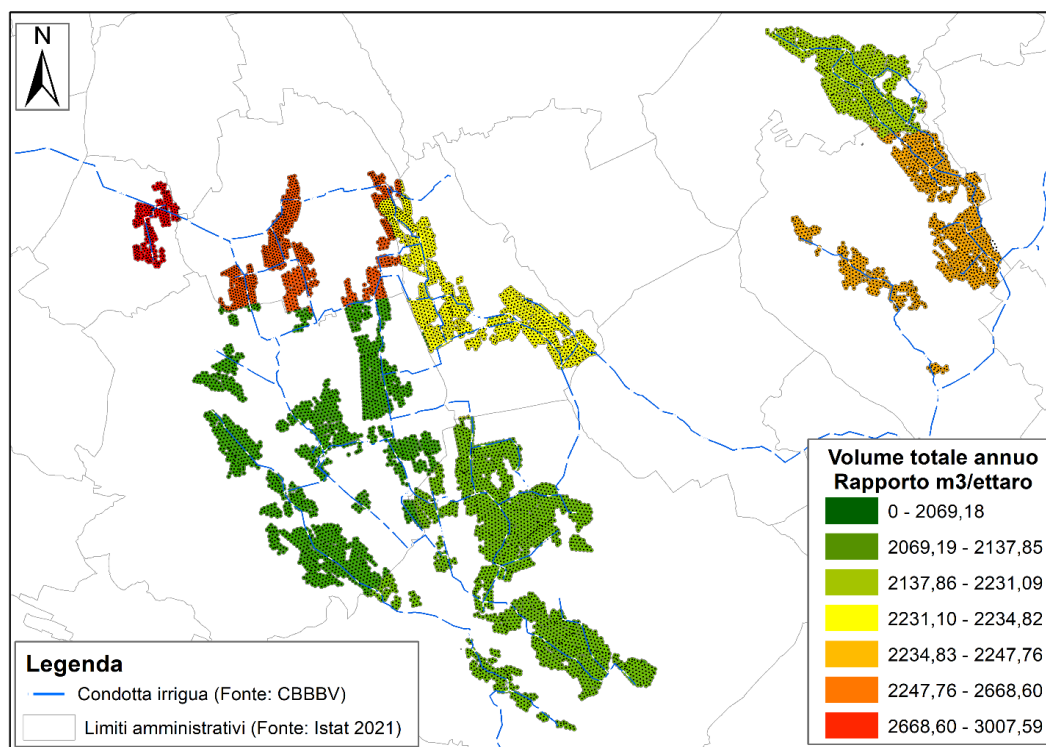 N
Volume totale annuo
Rapporto m3/ettaro
0 - 2069,18
2069,19 - 2137,85
2137,86 - 2231,09
2231,10 - 2234,82
2234,83 - 2247,76
2247,76 - 2668,60
2668,60 - 3007,59
Legenda
Condotta irrigua (Fonte: CBBBV)
Limiti amministrativi (Fonte: Istat 2021)